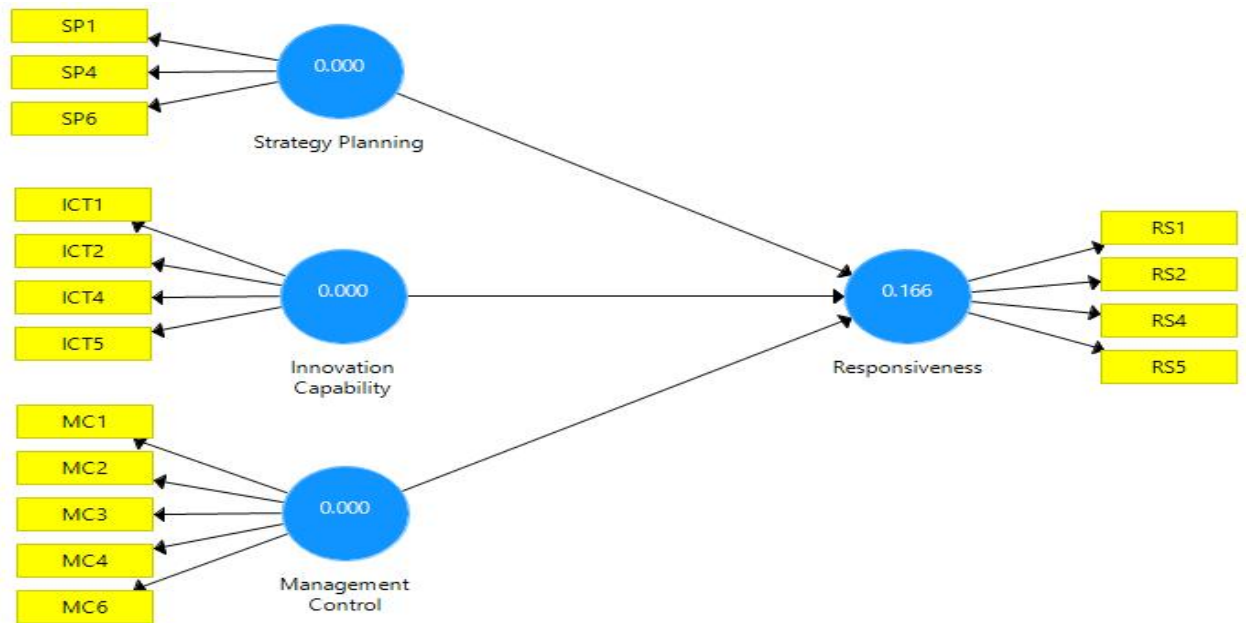 SP1
SP4
SP6
0.000
Strategy Planning
ICT1
ICT2
ICT4
ICT5
0.000
Innovation
Capability
MC1
MC2
MC3
MC4
MC6
0.000
Management
Control
0.166
Responsiveness
RS1
RS2
RS4
RS5